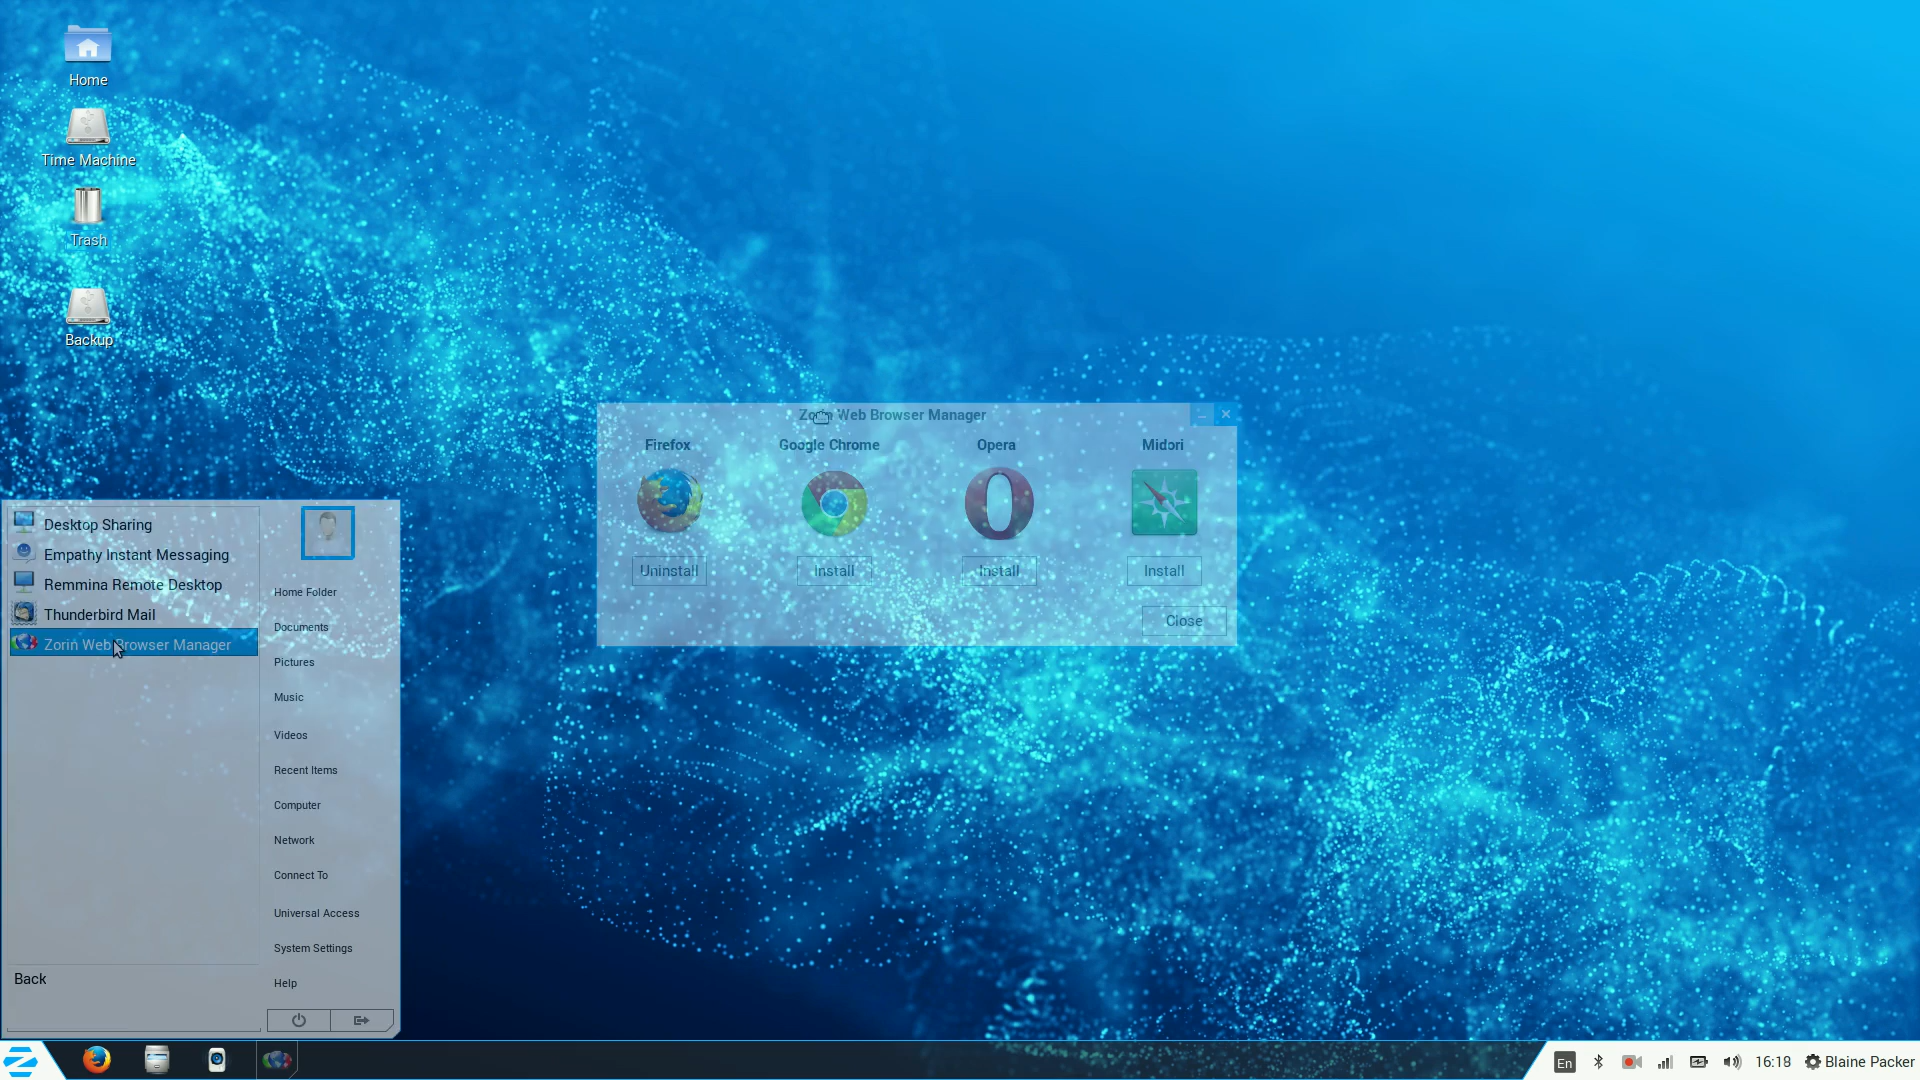 Home
Time Machine
Trash
Backup
Zorin Web Browser Manager
Firefox
Google Chrome
Opera
Midori
Uninstall
Install
Install
Install
Close
Desktop Sharing
Empathy Instant Messaging
Remmina Remote Desktop
Thunderbird Mail
Zorin Web Browser Manager
Back
Home Folder
Documents
Pictures
Music
Videos
Recent Items
Computer
Network
Connect To
Universal Access
System Settings
Help
En
16:18
Blaine Packer